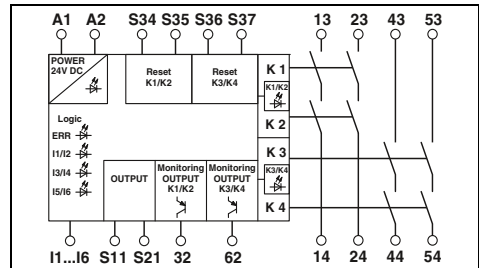 A1 A2 S34 S35 S36 S37 13 23 43 53
POWER
24V DC
Reset
K1/K2
Reset
K3/K4
K 1
K1/K2
K 2
Logic
ERR
I1/I2
I3/I4
I5/I6
OUTPUT
Monitoring
OUTPUT
K1/K2
Monitoring
OUTPUT
K3/K4
K 3
K3/K4
K 4
I1...I6 S11 S21 32 62 14 24 44 54